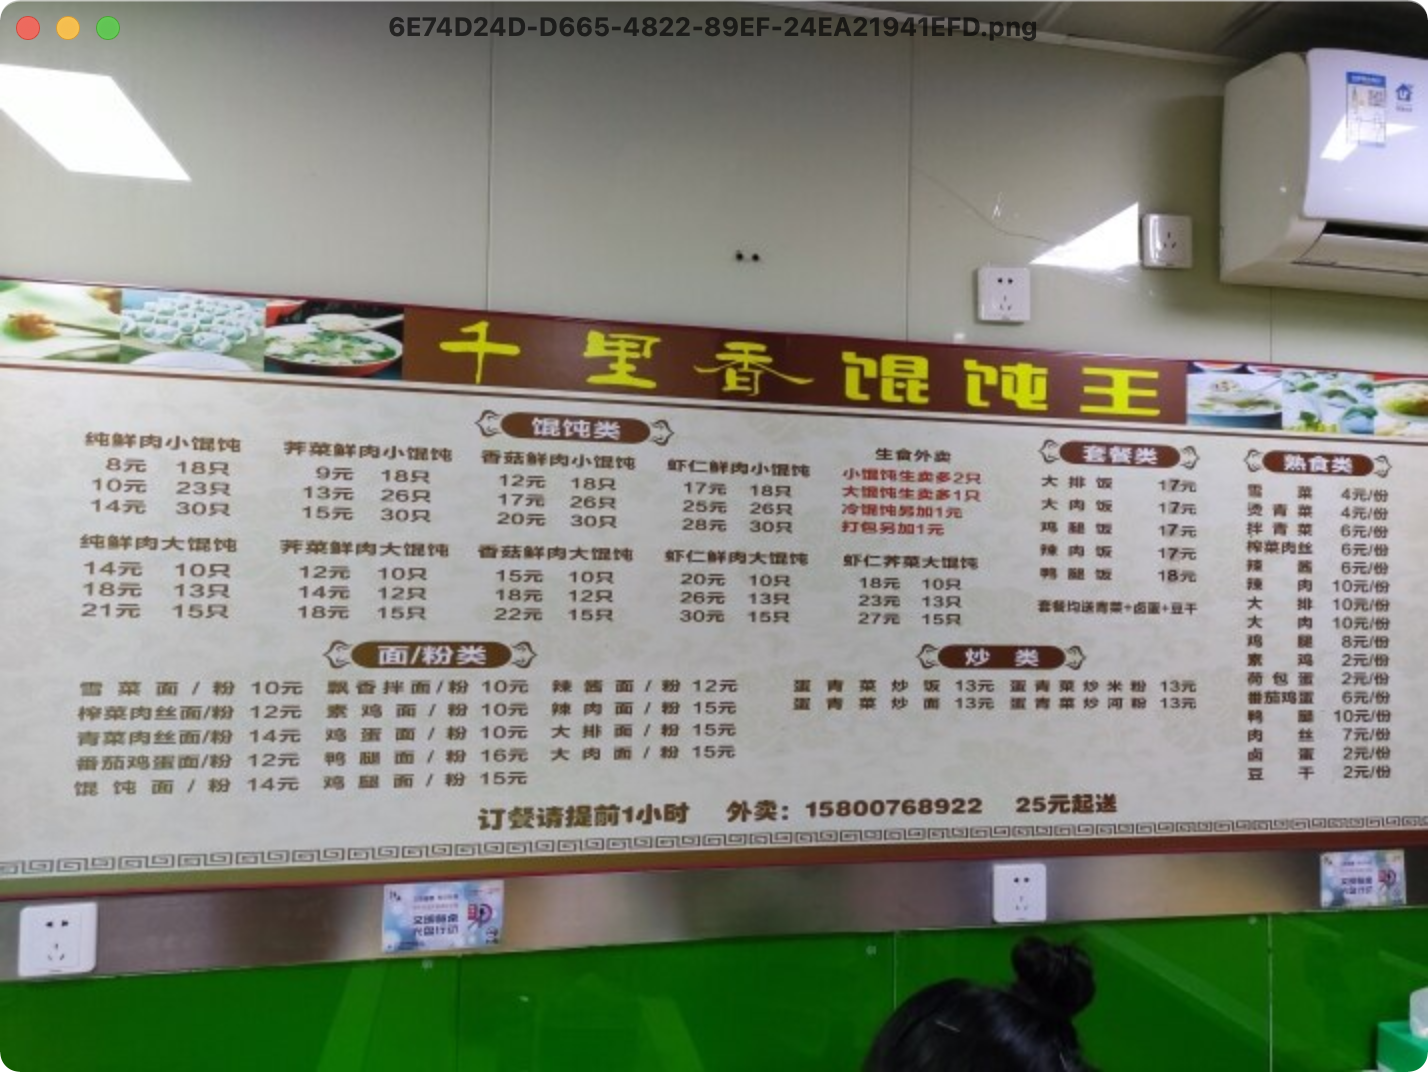 6E74D24D-D665-4822-89EF-24EA21941EFD.png
千里香馄饨王
馄饨类
纯鲜肉小馄饨
8元 18只
10元 23只
14元 30只
荠菜鲜肉小馄饨
9元 18只
13元 26只
15元 30只
香菇鲜肉小馄饨
12元 18只
17元 26只
20元 30只
虾仁鲜肉小馄饨
17元 18只
25元 26只
28元 30只
生食外卖
小馄饨生卖多2只
大馄饨生卖多1只
冷馄饨另加1元
打包另加1元
纯鲜肉大馄饨
14元 10只
18元 13只
21元 15只
荠菜鲜肉大馄饨
12元 10只
14元 12只
18元 15只
香菇鲜肉大馄饨
15元 10只
18元 12只
22元 15只
虾仁鲜肉大馄饨
20元 10只
26元 13只
30元 15只
虾仁荠菜大馄饨
18元 10只
23元 13只
27元 15只
套餐类
大排饭 17元
大肉饭 17元
鸡腿饭 17元
辣肉饭 17元
鸭腿饭 18元
套餐均送青菜+卤蛋+豆干
熟食类
雪菜 4元/份
烫青菜 4元/份
拌青菜 6元/份
榨菜肉丝 6元/份
辣酱 6元/份
辣肉 10元/份
大排 10元/份
大肉 10元/份
鸡腿 8元/份
素鸡 2元/份
荷包蛋 2元/份
番茄鸡蛋 6元/份
鸭腿 10元/份
肉丝 7元/份
卤蛋 2元/份
豆干 2元/份
面/粉类
雪菜面/粉 10元 飘香拌面/粉 10元 辣酱面/粉 12元
榨菜肉丝面/粉 12元 素鸡面/粉 10元 辣肉面/粉 15元
青菜肉丝面/粉 14元 鸡蛋面/粉 10元 大排面/粉 15元
番茄鸡蛋面/粉 12元 鸭腿面/粉 16元 大肉面/粉 15元
馄饨面/粉 14元 鸡腿面/粉 15元
炒类
蛋青菜炒饭 13元 蛋青菜炒米粉 13元
蛋青菜炒面 13元 蛋青菜炒河粉 13元
订餐请提前1小时 外卖：15800768922 25元起送
文明餐桌
光盘行动
文明餐桌
光盘行动